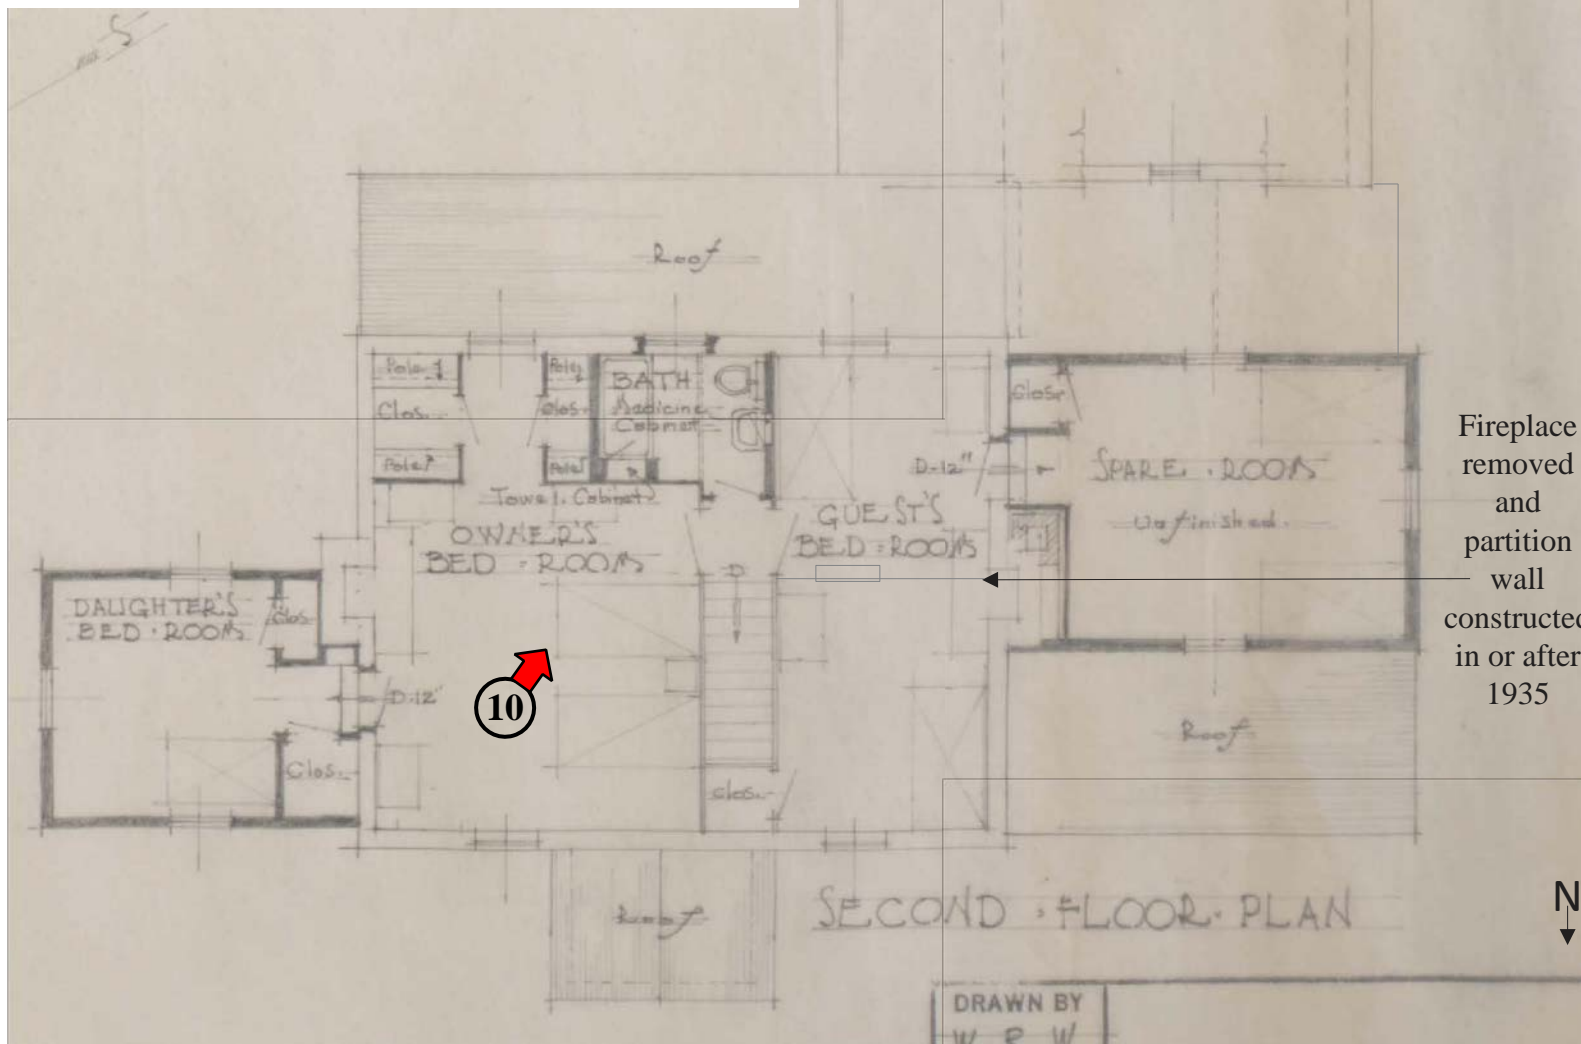 S
Roof
Pole
Pole
BATH
Clos.
Clos.
Medicine
Cabinet
Clos.
Pole
Pole
D-12"
SPARE · ROOM
Towel. Cabinet
Unfinished.
OWNER'S
BED · ROOM
GUEST'S
BED · ROOM
D
DAUGHTER'S
BED · ROOM
Clos.
Fireplace
removed
and
partition
wall
constructed
in or after
1935
D-12"
10
Roof
Clos.
Clos.
Roof
SECOND · FLOOR · PLAN
N
DRAWN BY
W R W